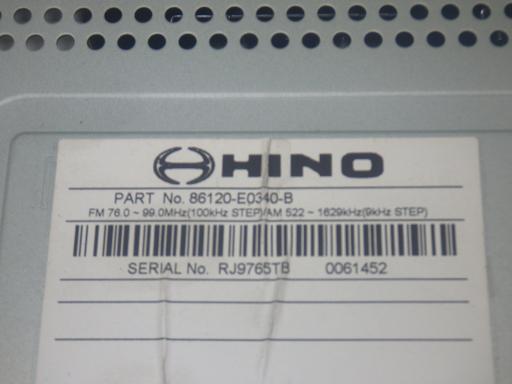 HINO
PART No. 86120-E0340-B
FM 76.0 ~ 99.0MHz(100kHz STEP)/AM 522 ~ 1629kHz(9kHz STEP)
SERIAL No. RJ9765TB 0061452